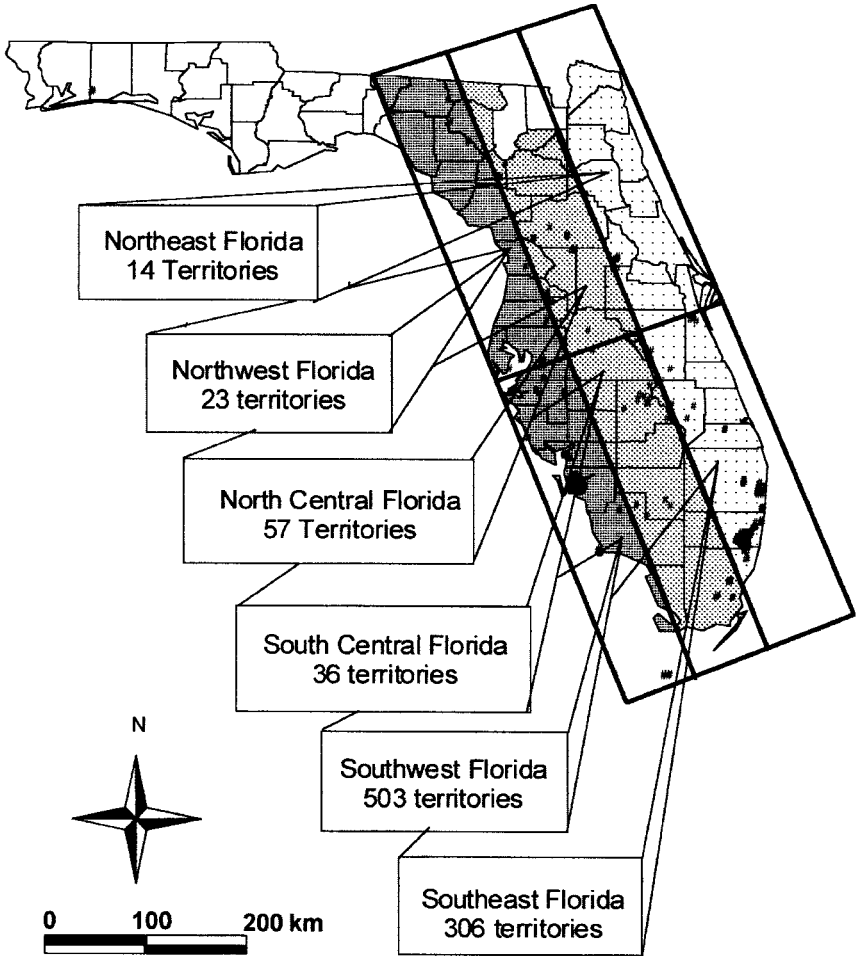 Northeast Florida
14 Territories
Northwest Florida
23 territories
North Central Florida
57 Territories
South Central Florida
36 territories
Southwest Florida
503 territories
Southeast Florida
306 territories
N
0 100 200 km